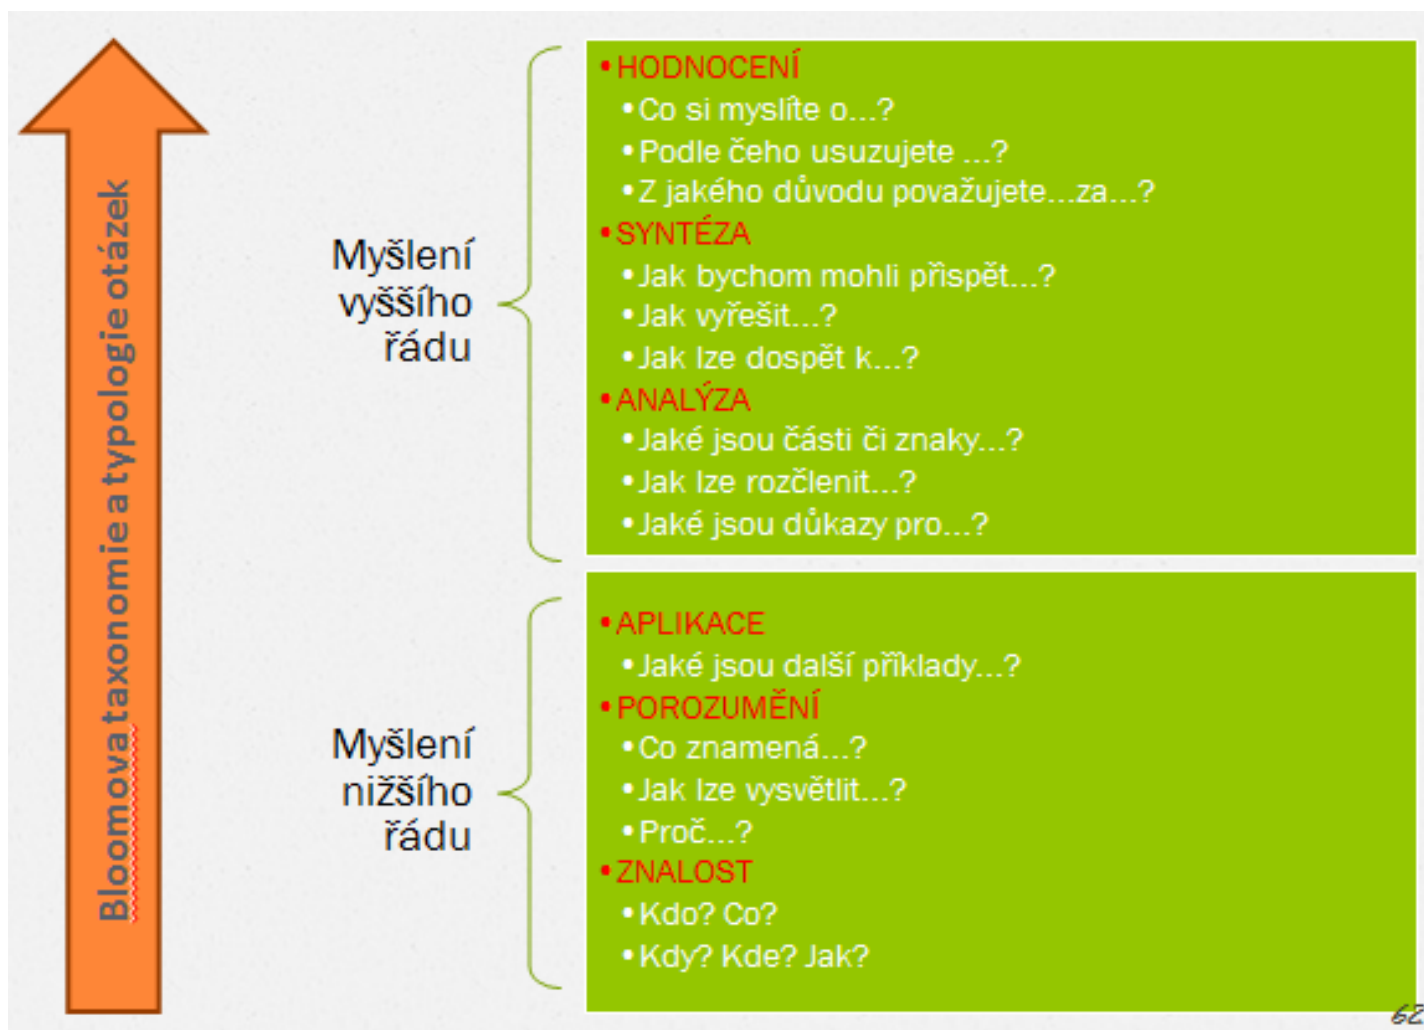 Bloomova taxonomie a typologie otázek
Myšlení
vyššího
řádu
•HODNOCENÍ
•Co si myslíte o...?
•Podle čeho usuzujete ...?
•Z jakého důvodu považujete...za...?
•SYNTÉZA
•Jak bychom mohli přispět...?
•Jak vyřešit...?
•Jak lze dospět k...?
•ANALÝZA
•Jaké jsou části či znaky...?
•Jak lze rozčlenit...?
•Jaké jsou důkazy pro...?
Myšlení
nižšího
řádu
•APLIKACE
•Jaké jsou další příklady...?
•POROZUMĚNÍ
•Co znamená...?
•Jak lze vysvětlit...?
•Proč...?
•ZNALOST
•Kdo? Co?
•Kdy? Kde? Jak?
62